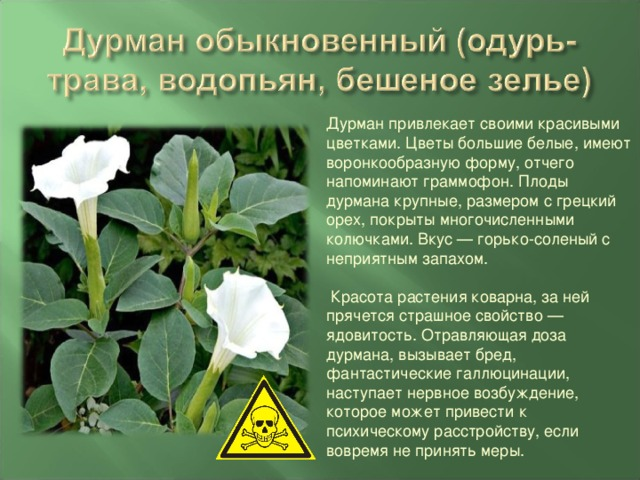 Дурман обыкновенный (одурь-
трава, водопьян, бешеное зелье)
Дурман привлекает своими красивыми
цветками. Цветы большие белые, имеют
воронкообразную форму, отчего
напоминают граммофон. Плоды
дурмана крупные, размером с грецкий
орех, покрыты многочисленными
колючками. Вкус — горько-соленый с
неприятным запахом.
Красота растения коварна, за ней
прячется страшное свойство —
ядовитость. Отравляющая доза
дурмана, вызывает бред,
фантастические галлюцинации,
наступает нервное возбуждение,
которое может привести к
психическому расстройству, если
вовремя не принять меры.